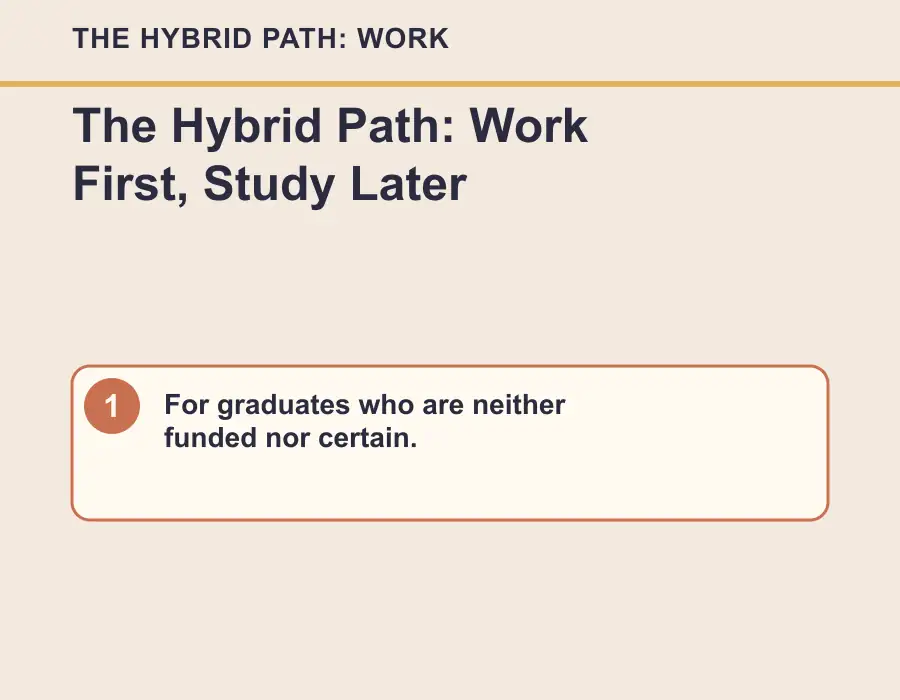 THE HYBRID PATH: WORK
The Hybrid Path: Work
First, Study Later
1
For graduates who are neither
funded nor certain.